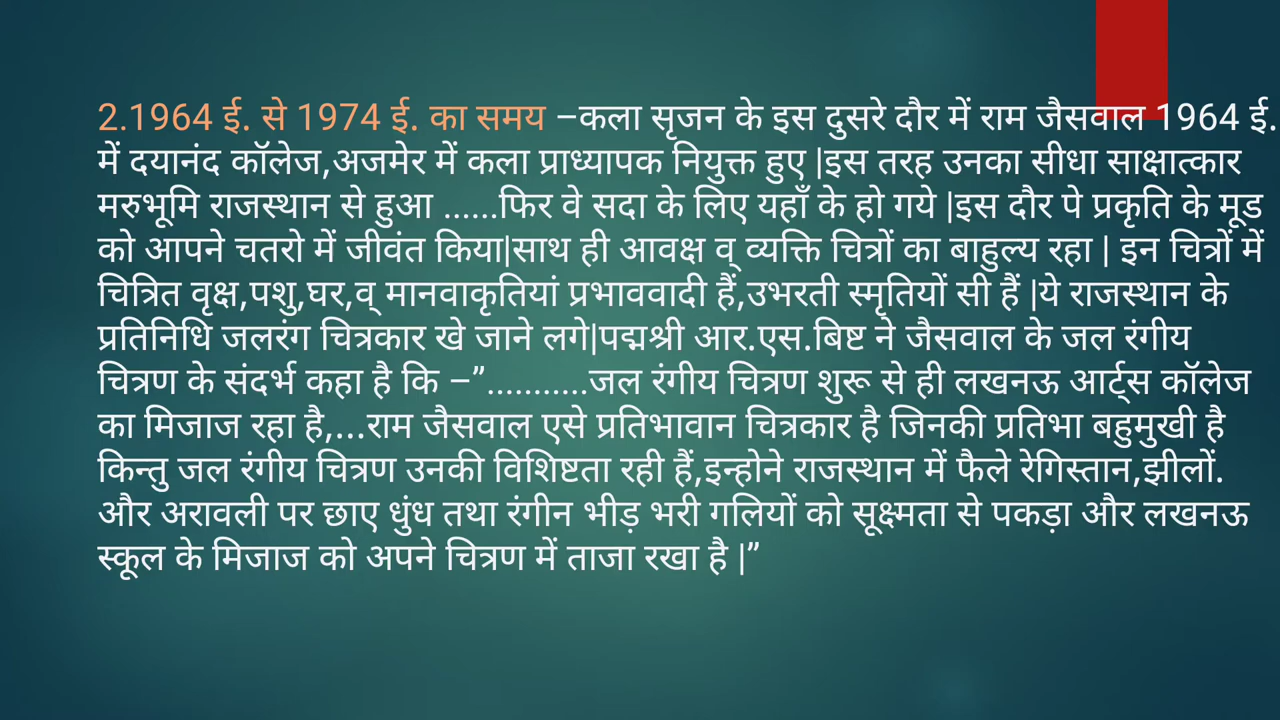 2.1964 ई. से 1974 ई. का समय –कला सृजन के इस दुसरे दौर में राम जैसवाल 1964 ई.
में दयानंद कॉलेज,अजमेर में कला प्राध्यापक नियुक्त हुए |इस तरह उनका सीधा साक्षात्कार
मरुभूमि राजस्थान से हुआ ......फिर वे सदा के लिए यहाँ के हो गये |इस दौर पे प्रकृति के मूड
को आपने चतरो में जीवंत किया|साथ ही आवक्ष व् व्यक्ति चित्रों का बाहुल्य रहा | इन चित्रों में
चित्रित वृक्ष,पशु,घर,व् मानवाकृतियां प्रभाववादी हैं,उभरती स्मृतियों सी हैं |ये राजस्थान के
प्रतिनिधि जलरंग चित्रकार खे जाने लगे|पद्मश्री आर.एस.बिष्ट ने जैसवाल के जल रंगीय
चित्रण के संदर्भ कहा है कि –”...........जल रंगीय चित्रण शुरू से ही लखनऊ आर्ट्स कॉलेज
का मिजाज रहा है,...राम जैसवाल एसे प्रतिभावान चित्रकार है जिनकी प्रतिभा बहुमुखी है
किन्तु जल रंगीय चित्रण उनकी विशिष्टता रही हैं,इन्होने राजस्थान में फैले रेगिस्तान,झीलों.
और अरावली पर छाए धुंध तथा रंगीन भीड़ भरी गलियों को सूक्ष्मता से पकड़ा और लखनऊ
स्कूल के मिजाज को अपने चित्रण में ताजा रखा है |”